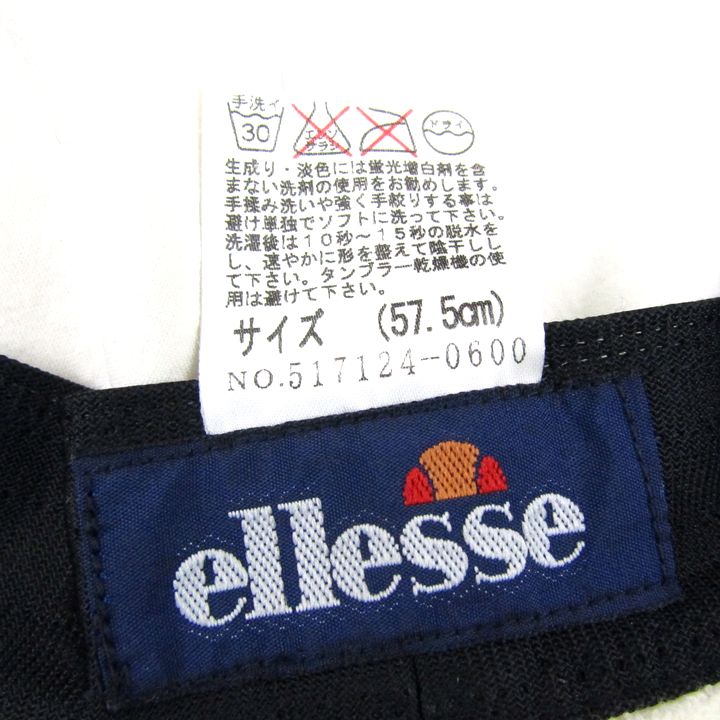 手洗イ
30
エンソ
サラシ
ドライ
生成り・淡色には蛍光増白剤を含
まない洗剤の使用をお勧めします。
手揉み洗いや強く手絞りする事は
避け単独でソフトに洗って下さい。
洗濯後は10秒～15秒の脱水を
し、速やかに形を整えて陰干しし
て下さい。タンブラー乾燥機の使
用は避けて下さい。
サイズ (57.5cm)
NO.517124-0600
ellesse